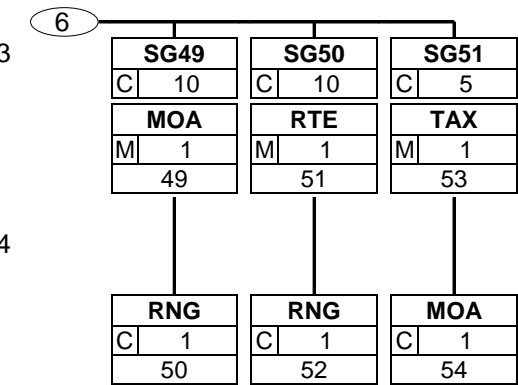 6
3
SG49 SG50 SG51
C 10 C 10 C 5
MOA RTE TAX
M 1 M 1 M 1
49 51 53
4
RNG RNG MOA
C 1 C 1 C 1
50 52 54